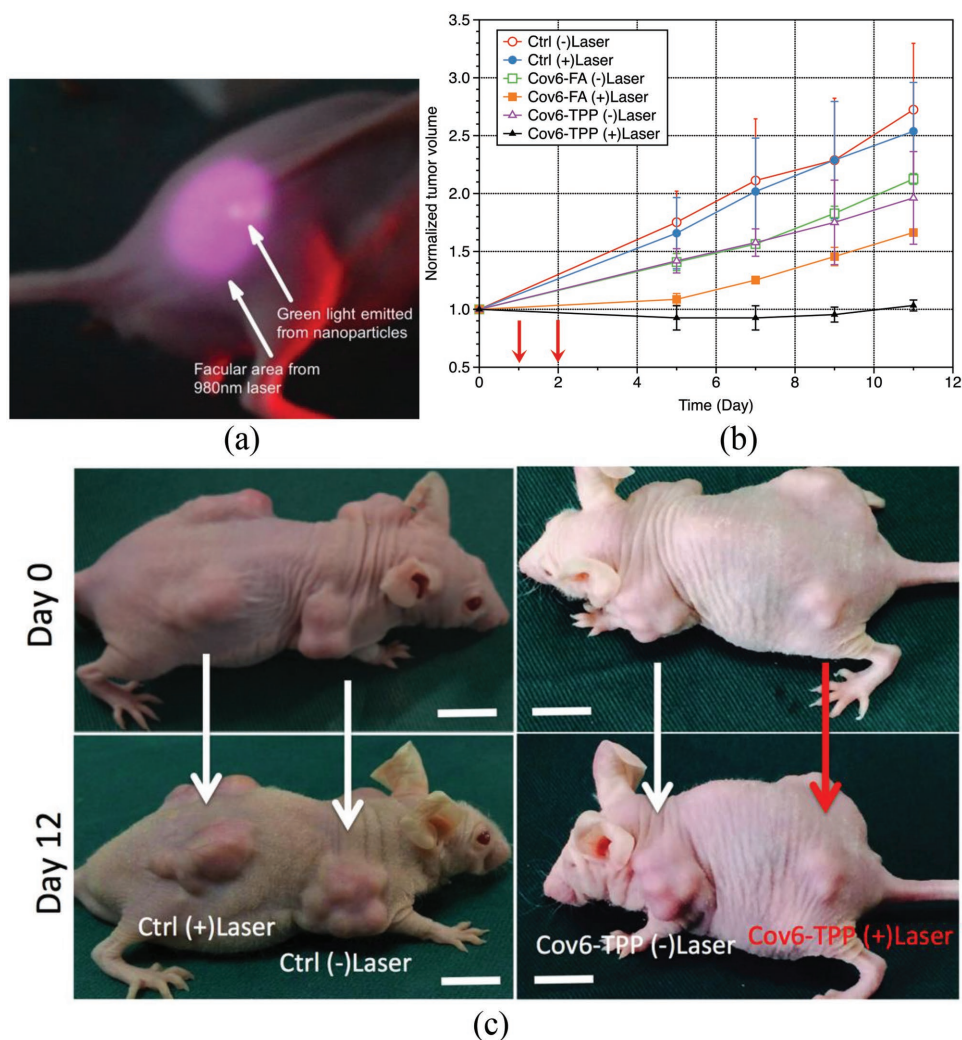 Green light emitted
from nanoparticles
Facular area from
980nm laser
(a)
3.5
3.0
2.5
2.0
1.5
1.0
0.5
Normalized tumor volume
Ctrl (-)Laser
Ctrl (+)Laser
Cov6-FA (-)Laser
Cov6-FA (+)Laser
Cov6-TPP (-)Laser
Cov6-TPP (+)Laser
0 2 4 6 8 10 12
Time (Day)
(b)
Day 0
Day 12
Ctrl (+)Laser
Ctrl (-)Laser
Cov6-TPP (-)Laser
Cov6-TPP (+)Laser
(c)